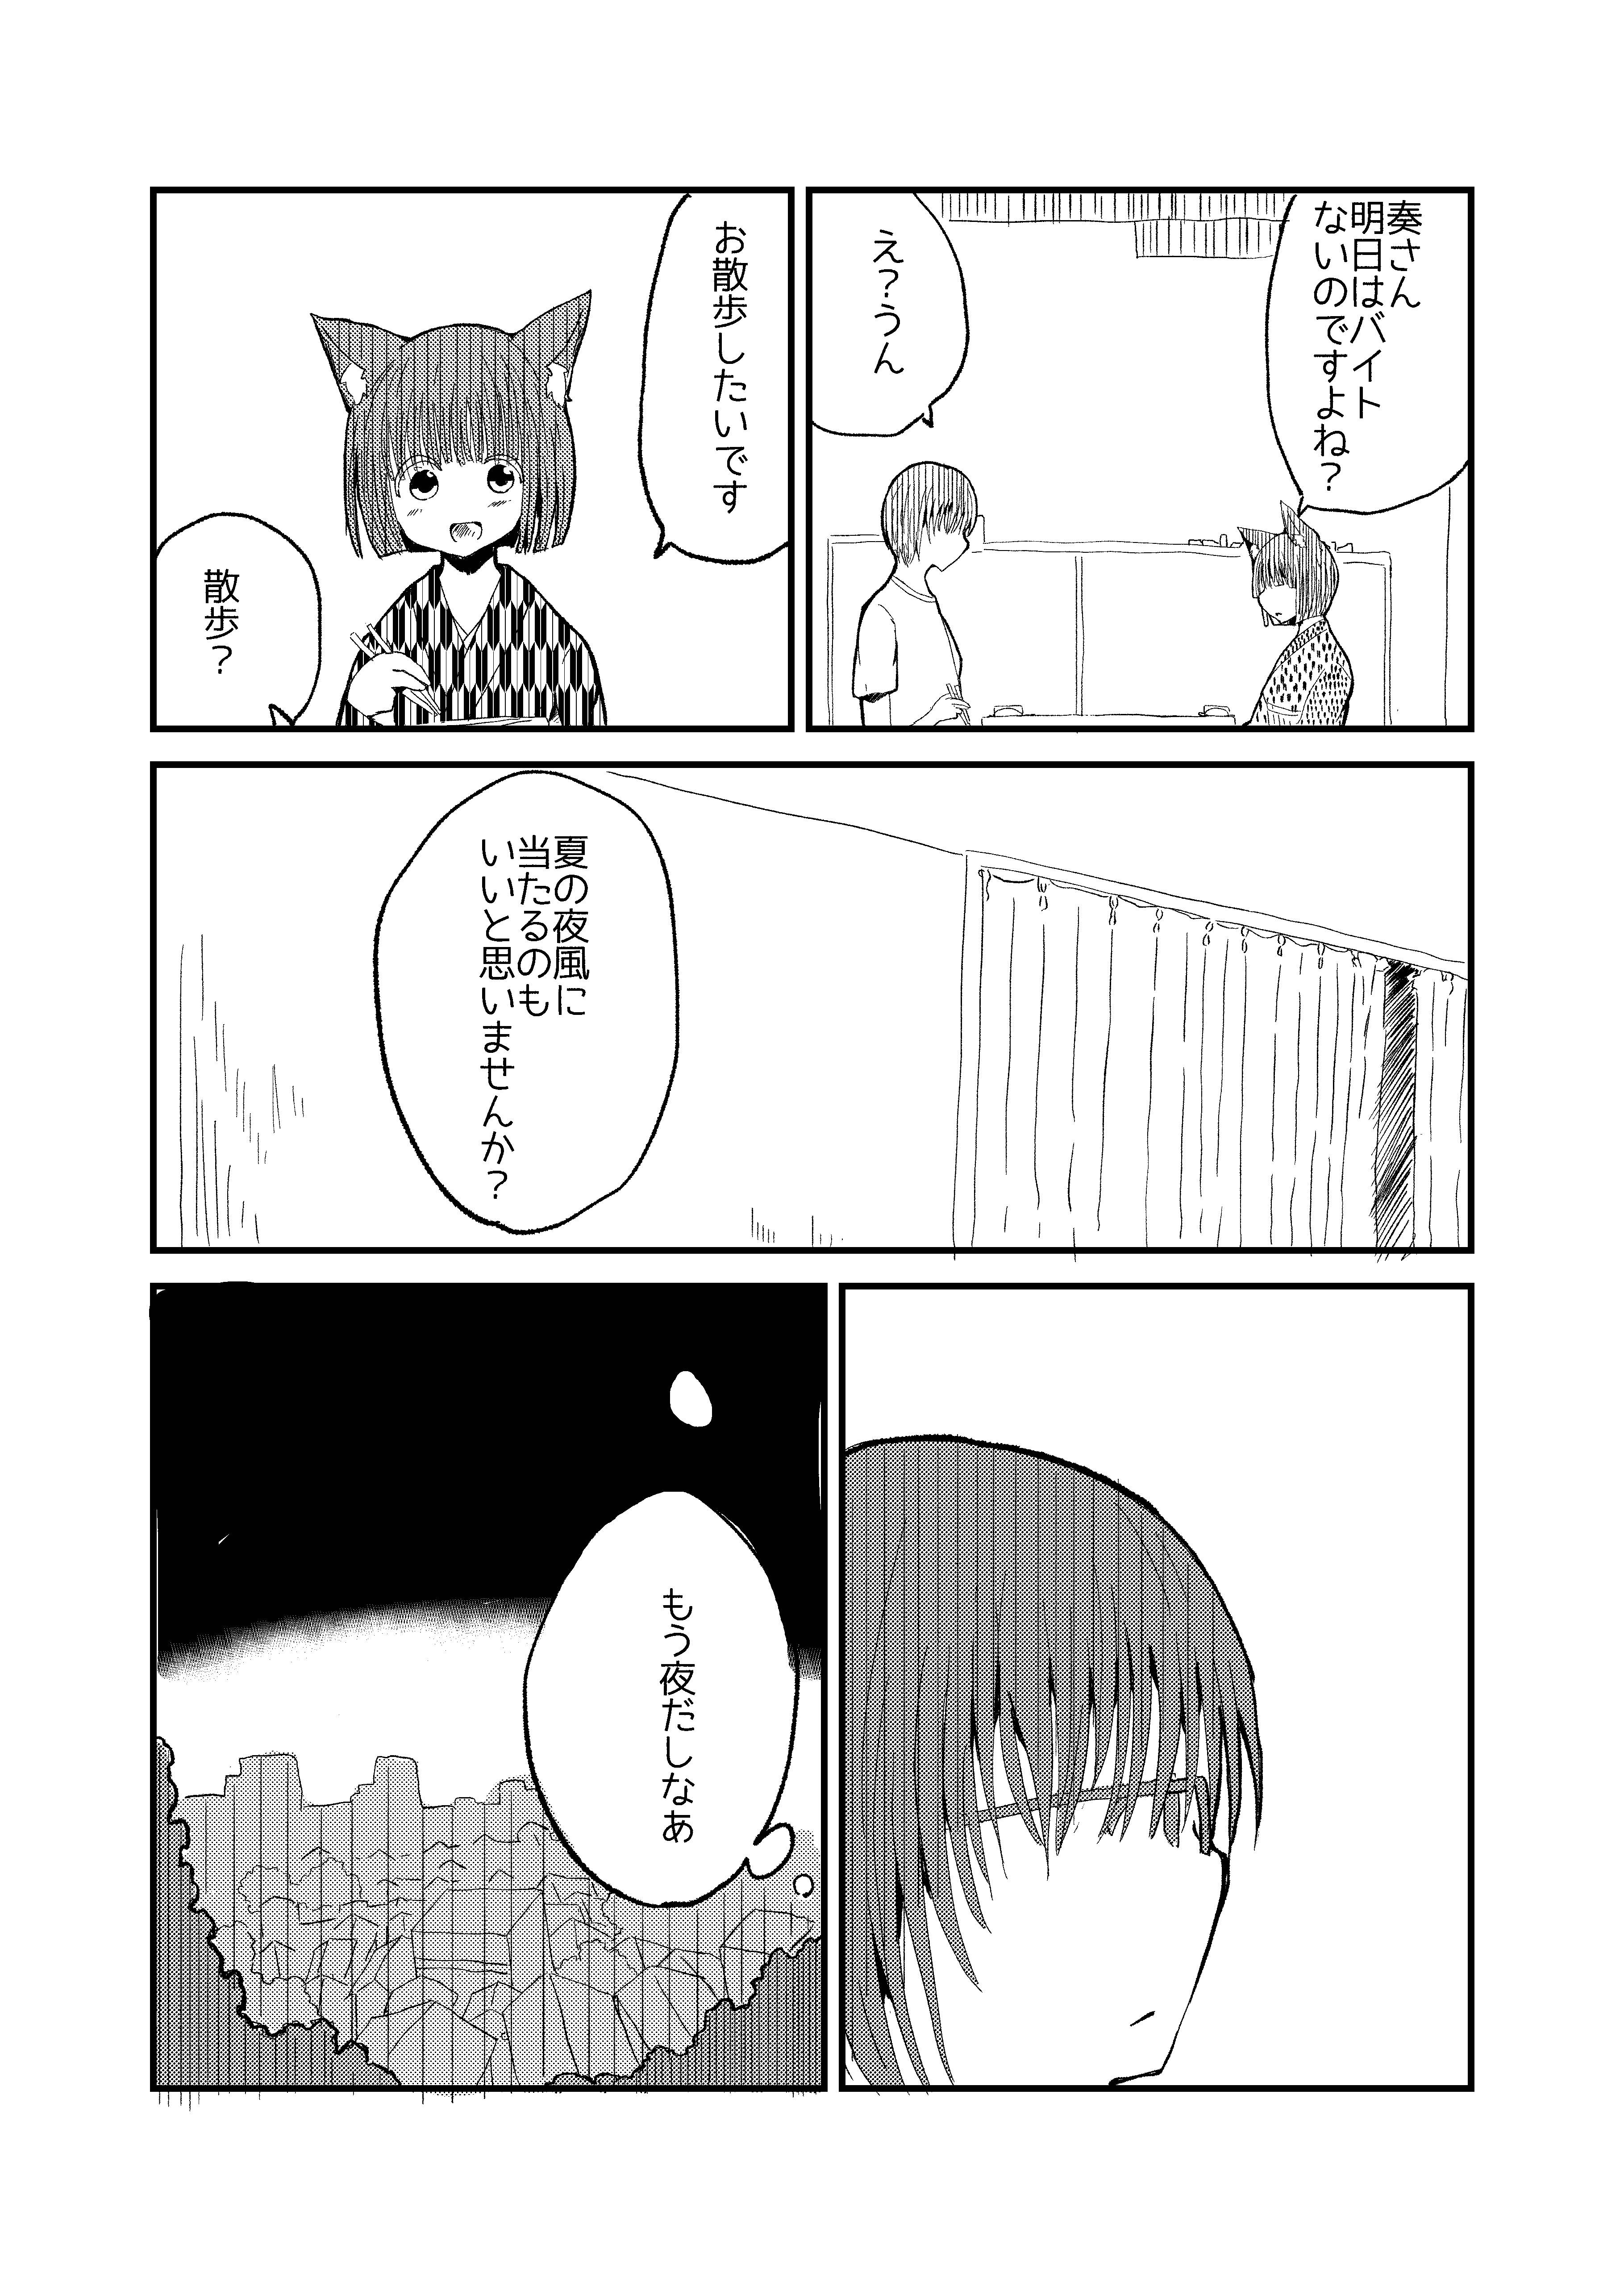 奏さん
明日はバイト
ないのですよね？
え？うん
お散歩したいです
散歩？
夏の夜風に
当たるのも
いいと思いませんか？
もう夜だしなあ